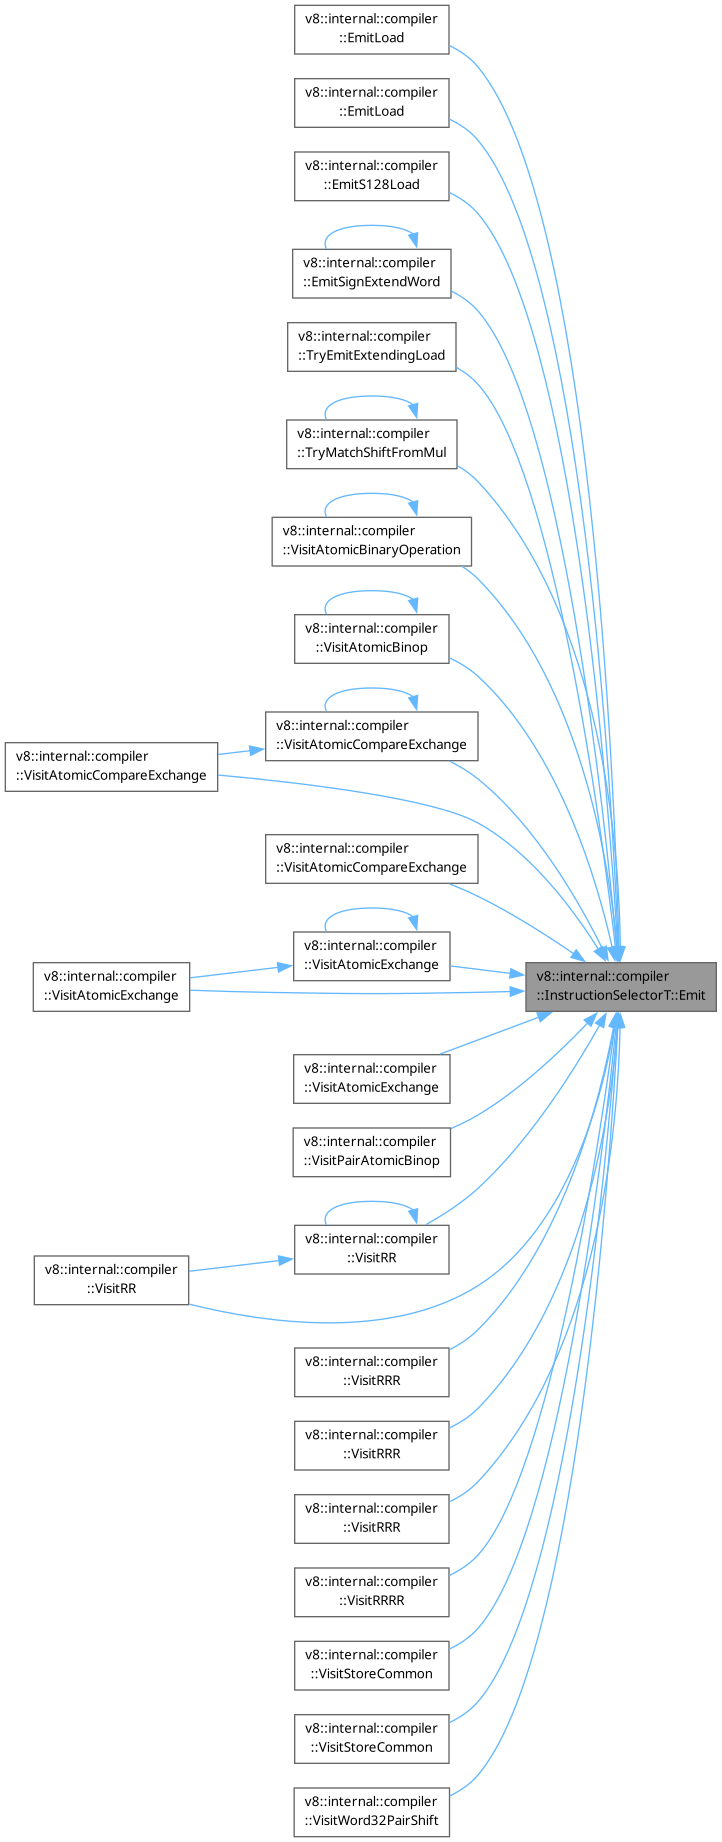 v8::internal::compiler
::EmitLoad
v8::internal::compiler
::EmitLoad
v8::internal::compiler
::EmitS128Load
v8::internal::compiler
::EmitSignExtendWord
v8::internal::compiler
::TryEmitExtendingLoad
v8::internal::compiler
::TryMatchShiftFromMul
v8::internal::compiler
::VisitAtomicBinaryOperation
v8::internal::compiler
::VisitAtomicBinop
v8::internal::compiler
::VisitAtomicCompareExchange
v8::internal::compiler
::VisitAtomicCompareExchange
v8::internal::compiler
::VisitAtomicCompareExchange
v8::internal::compiler
::VisitAtomicExchange
v8::internal::compiler
::VisitAtomicExchange
v8::internal::compiler
::InstructionSelectorT::Emit
v8::internal::compiler
::VisitAtomicExchange
v8::internal::compiler
::VisitPairAtomicBinop
v8::internal::compiler
::VisitRR
v8::internal::compiler
::VisitRR
v8::internal::compiler
::VisitRRR
v8::internal::compiler
::VisitRRR
v8::internal::compiler
::VisitRRR
v8::internal::compiler
::VisitRRRR
v8::internal::compiler
::VisitStoreCommon
v8::internal::compiler
::VisitStoreCommon
v8::internal::compiler
::VisitWord32PairShift